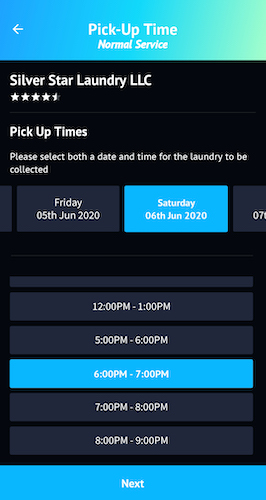 Pick-Up Time
Normal Service
Silver Star Laundry LLC
Pick Up Times
Please select both a date and time for the laundry to be
collected
Friday
05th Jun 2020
Saturday
06th Jun 2020
07t
12:00PM - 1:00PM
5:00PM - 6:00PM
6:00PM - 7:00PM
7:00PM - 8:00PM
8:00PM - 9:00PM
Next